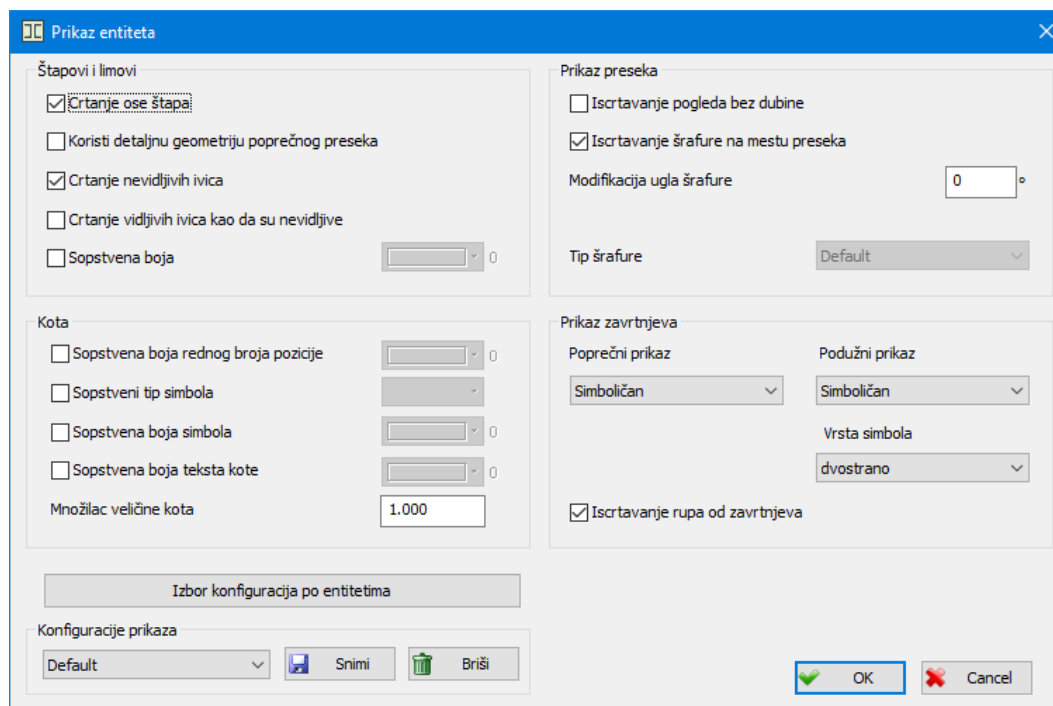 Prikaz entiteta
Štapovi i limovi
Crtanje ose štapa
Koristi detaljnu geometriju poprečnog preseka
Crtanje nevidljivih ivica
Crtanje vidljivih ivica kao da su nevidljive
Sopstvena boja 0
Prikaz preseka
Iscrtavanje pogleda bez dubine
Iscrtavanje šrafure na mestu preseka
Modifikacija ugla šrafure 0 °
Tip šrafure Default
Kota
Sopstvena boja rednog broja pozicije 0
Sopstveni tip simbola
Sopstvena boja simbola 0
Sopstvena boja teksta kote 0
Množilac veličine kota 1.000
Prikaz zavrtnjeva
Poprečni prikaz Podužni prikaz
Simboličan Simboličan
Vrsta simbola
dvostrano
Iscrtavanje rupa od zavrtnjeva
Izbor konfiguracija po entitetima
Konfiguracije prikaza
Default Snimi Briši
OK Cancel